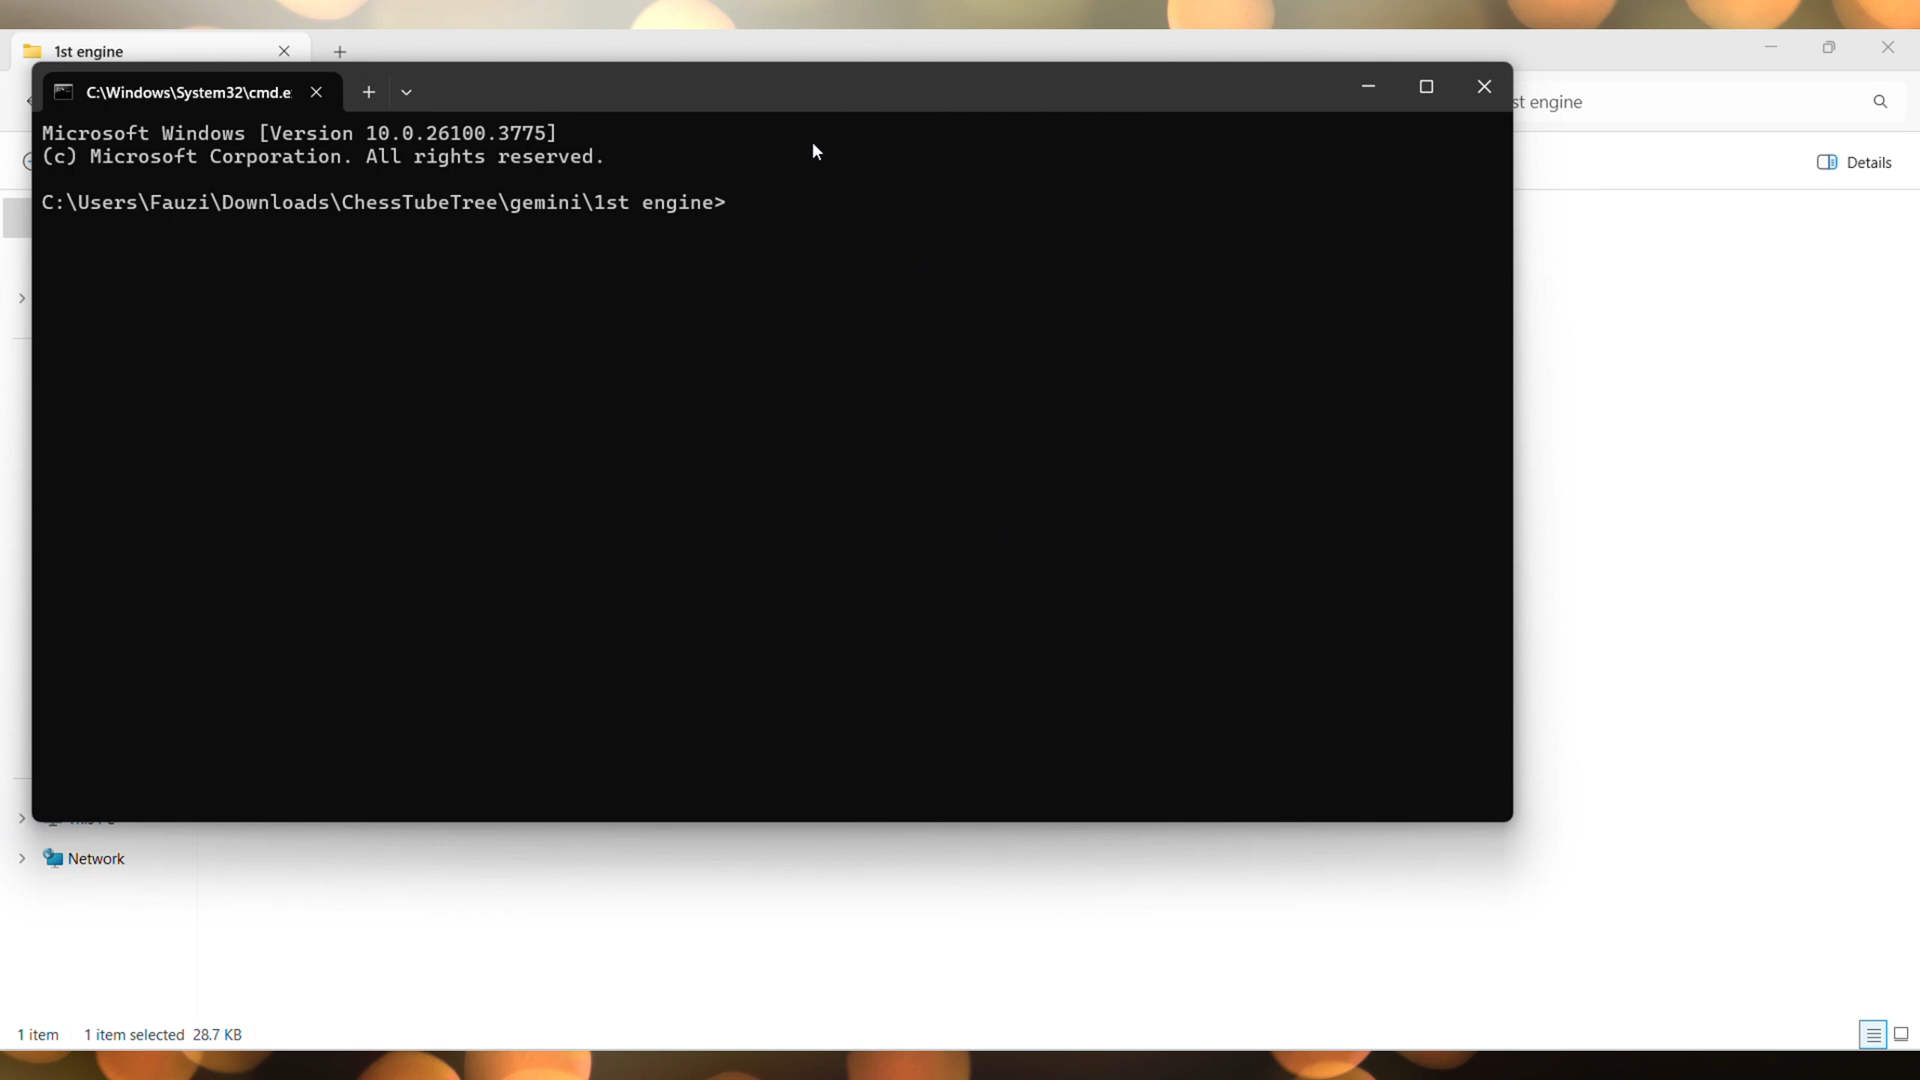 1st engine
C:\Windows\System32\cmd.e
st engine
Microsoft Windows [Version 10.0.26100.3775]
(c) Microsoft Corporation. All rights reserved.
Details
C:\Users\Fauzi\Downloads\ChessTubeTree\gemini\1st engine>
Network
1 item 1 item selected 28.7 KB